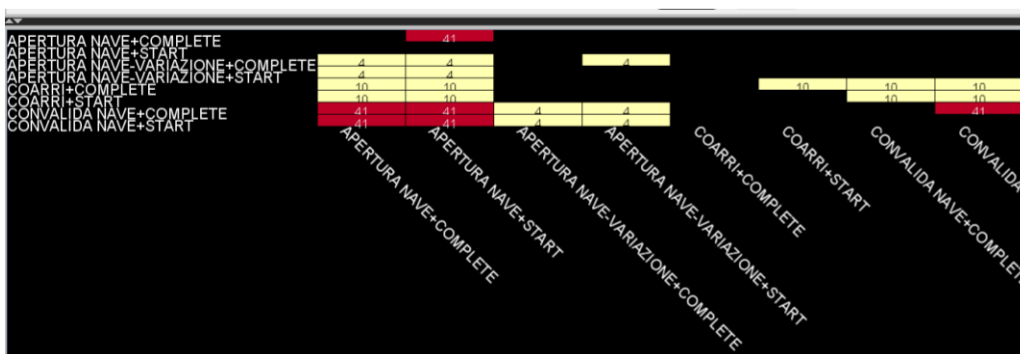 APERTURA NAVE+COMPLETE 41
APERTURA NAVE+START
APERTURA NAVE-VARIAZIONE+COMPLETE 4 4 4
APERTURA NAVE-VARIAZIONE+START 4 4
COARRI+COMPLETE 10 10 10 10 10
COARRI+START 10 10 10 10
CONVALIDA NAVE+COMPLETE 41 41 4 4 41
CONVALIDA NAVE+START 41 41 4 4
APERTURA NAVE+COMPLETE
APERTURA NAVE+START
APERTURA NAVE-VARIAZIONE+COMPLETE
APERTURA NAVE-VARIAZIONE+START
COARRI+COMPLETE
COARRI+START
CONVALIDA NAVE+COMPLETE
CONVALIDA